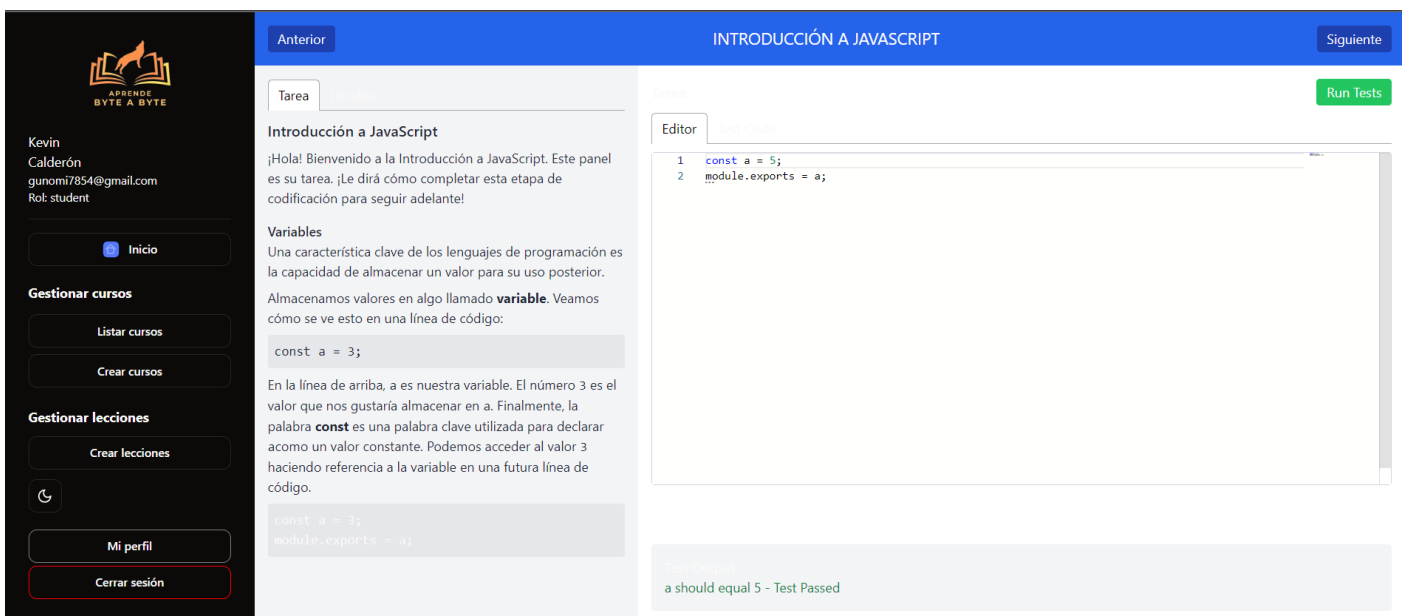 APRENDE
BYTE A BYTE
Kevin
Calderón
gunomi7854@gmail.com
Rol: student
Inicio
Gestionar cursos
Listar cursos
Crear cursos
Gestionar lecciones
Crear lecciones
Mi perfil
Cerrar sesión
Anterior
INTRODUCCIÓN A JAVASCRIPT
Siguiente
Tarea
Introducción a JavaScript
¡Hola! Bienvenido a la Introducción a JavaScript. Este panel
es su tarea. ¡Le dirá cómo completar esta etapa de
codificación para seguir adelante!
Variables
Una característica clave de los lenguajes de programación es
la capacidad de almacenar un valor para su uso posterior.
Almacenamos valores en algo llamado variable. Veamos
cómo se ve esto en una línea de código:
const a = 3;
En la línea de arriba, a es nuestra variable. El número 3 es el
valor que nos gustaría almacenar en a. Finalmente, la
palabra const es una palabra clave utilizada para declarar
acomo un valor constante. Podemos acceder al valor 3
haciendo referencia a la variable en una futura línea de
código.
const a = 3;
module.exports = a;
Run Tests
Editor
Test Code
1 const a = 5;
2 module.exports = a;
Test Output
a should equal 5 - Test Passed